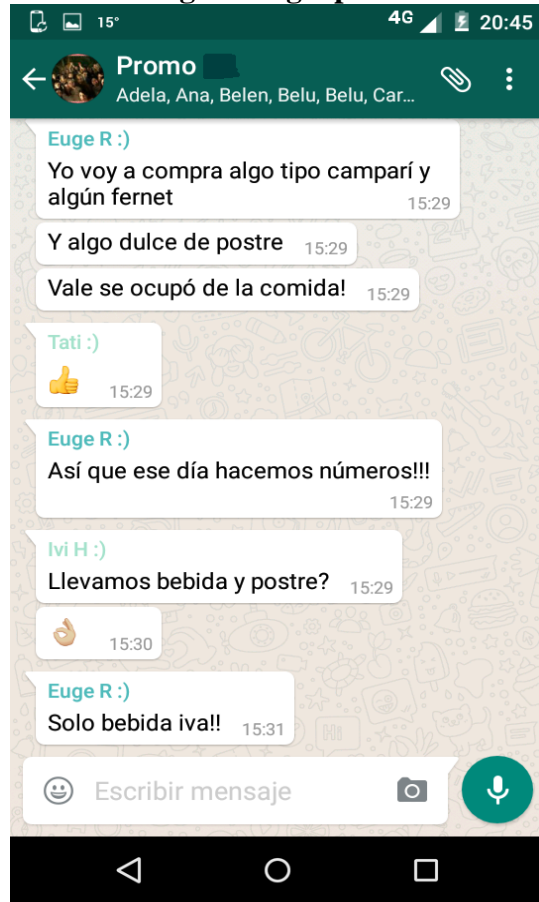 15°
4G
20:45
Promo
Adela, Ana, Belen, Belu, Belu, Car...
Euge R :)
Yo voy a compra algo tipo camparí y
algún fernet
15:29
Y algo dulce de postre 15:29
Vale se ocupó de la comida! 15:29
Tati :)
15:29
Euge R :)
Así que ese día hacemos números!!!
15:29
Ivi H :)
Llevamos bebida y postre? 15:29
15:30
Euge R :)
Solo bebida iva!! 15:31
Escribir mensaje